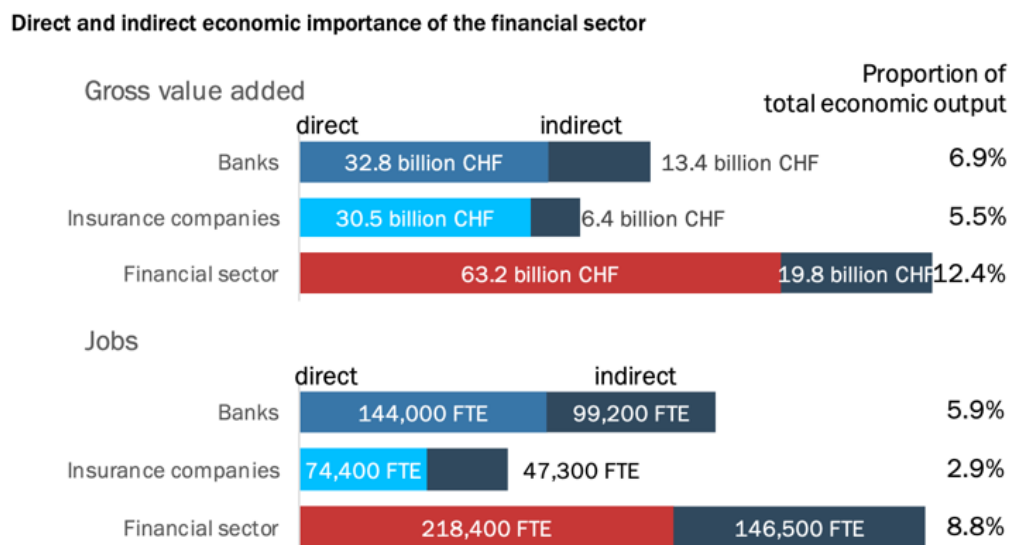 Direct and indirect economic importance of the financial sector
Proportion of
total economic output
Gross value added
direct indirect
Banks 32.8 billion CHF 13.4 billion CHF 6.9%
Insurance companies 30.5 billion CHF 6.4 billion CHF 5.5%
Financial sector 63.2 billion CHF 19.8 billion CHF 12.4%
Jobs
direct indirect
Banks 144,000 FTE 99,200 FTE 5.9%
Insurance companies 74,400 FTE 47,300 FTE 2.9%
Financial sector 218,400 FTE 146,500 FTE 8.8%